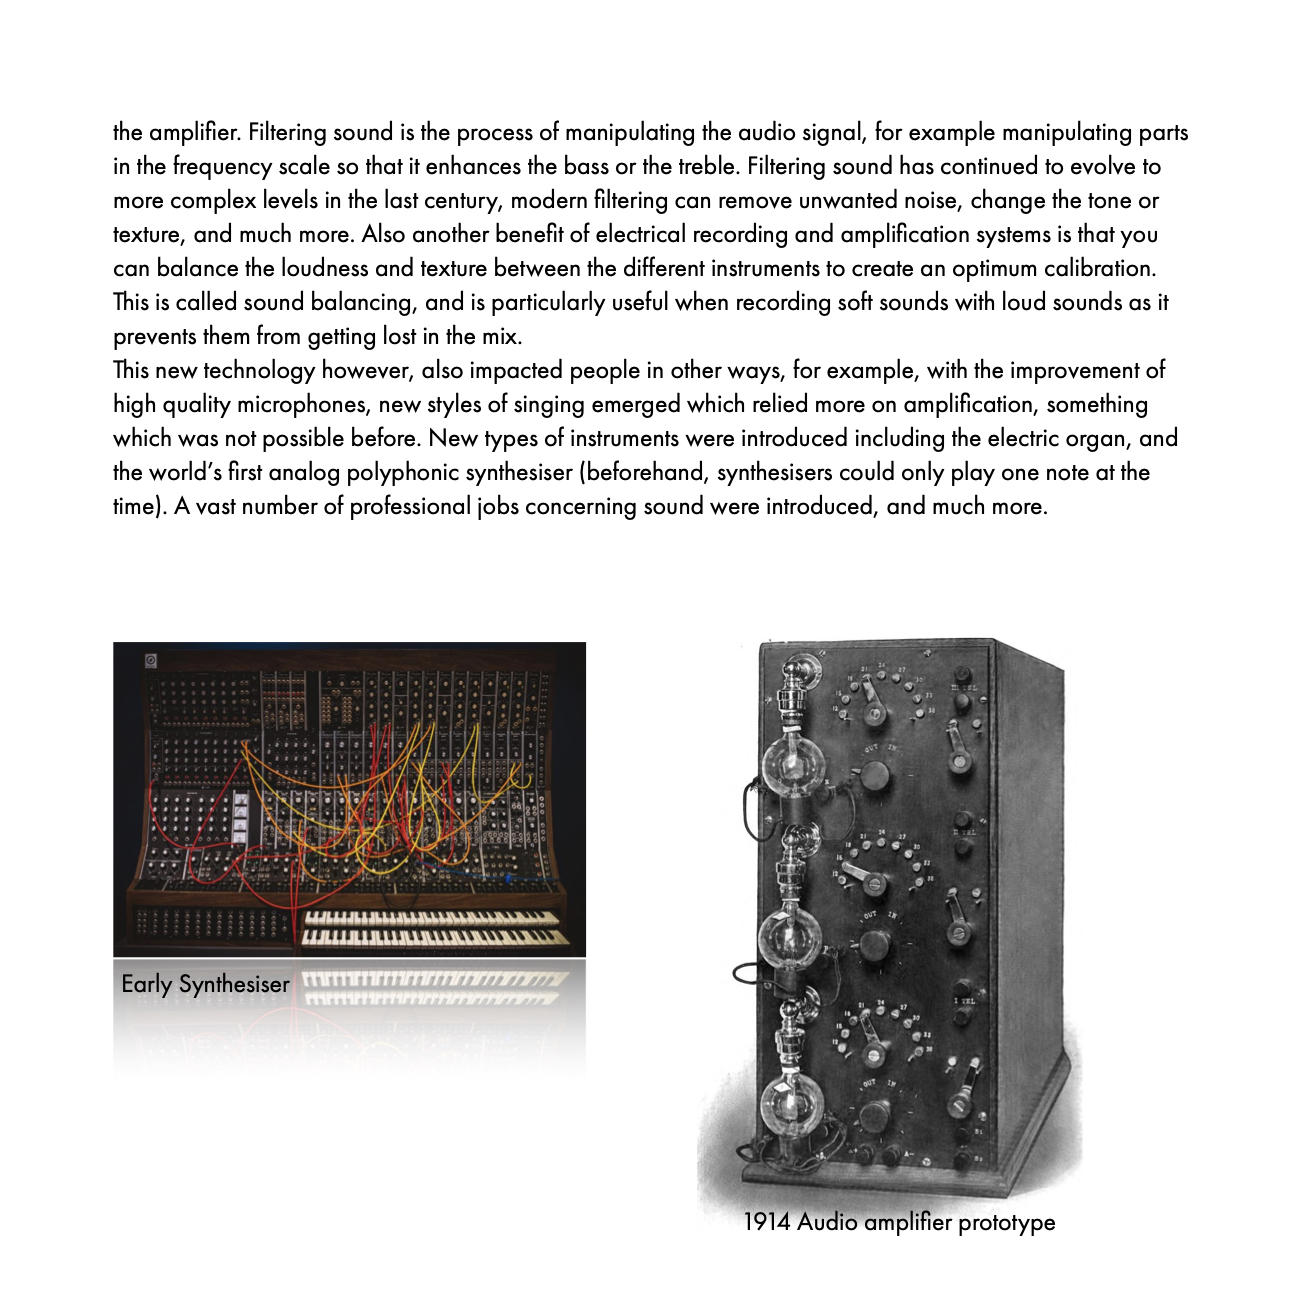 the amplifier. Filtering sound is the process of manipulating the audio signal, for example manipulating parts
in the frequency scale so that it enhances the bass or the treble. Filtering sound has continued to evolve to
more complex levels in the last century, modern filtering can remove unwanted noise, change the tone or
texture, and much more. Also another benefit of electrical recording and amplification systems is that you
can balance the loudness and texture between the different instruments to create an optimum calibration.
This is called sound balancing, and is particularly useful when recording soft sounds with loud sounds as it
prevents them from getting lost in the mix.
This new technology however, also impacted people in other ways, for example, with the improvement of
high quality microphones, new styles of singing emerged which relied more on amplification, something
which was not possible before. New types of instruments were introduced including the electric organ, and
the world’s first analog polyphonic synthesiser (beforehand, synthesisers could only play one note at the
time). A vast number of professional jobs concerning sound were introduced, and much more.
Early Synthesiser
OUT IN
OUT IN
OUT IN
1914 Audio amplifier prototype